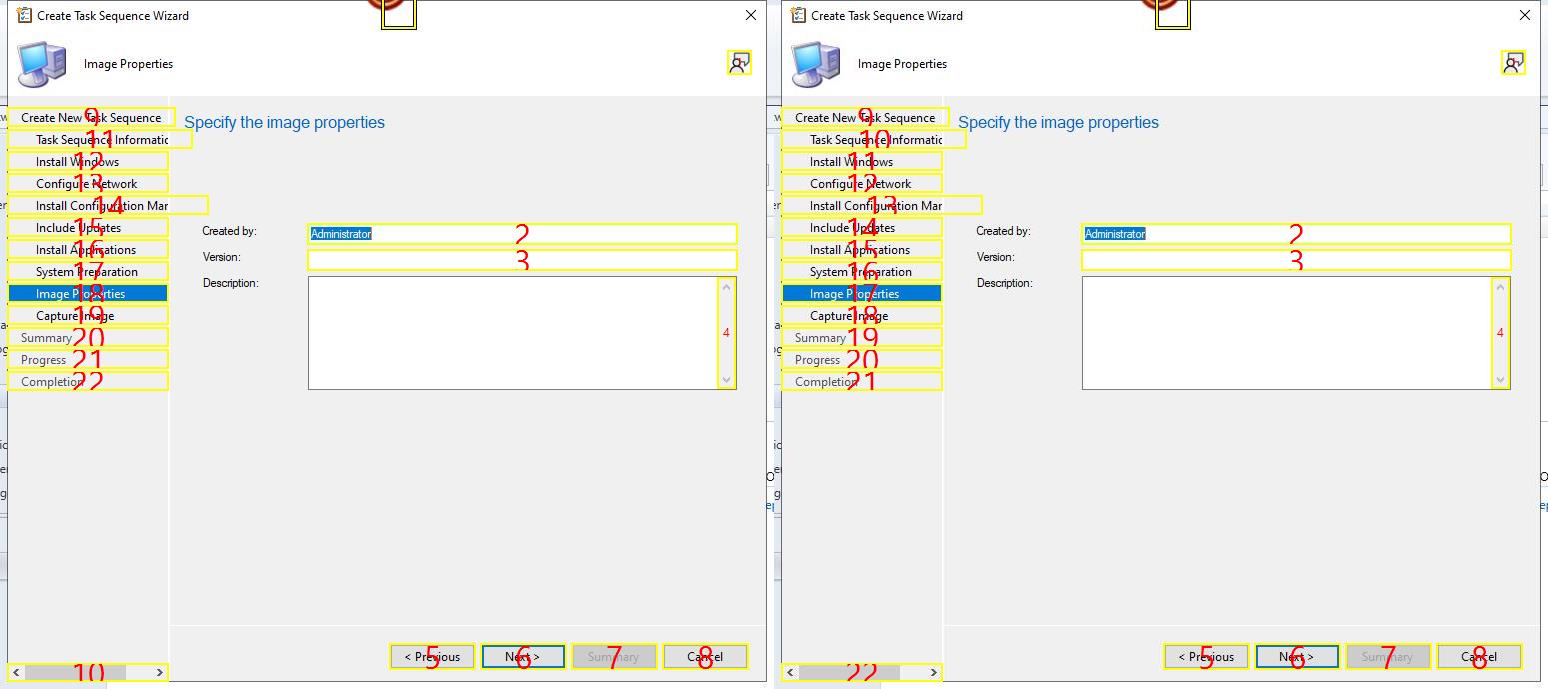 Create Task Sequence Wizard
Image Properties
9
Create New Task Sequence
11
Task Sequence Informatic
12
Install Windows
13
Configure Network
14
Install Configuration Mar
15
Include Updates
16
Install Applications
17
System Preparation
18
Image Properties
19
Capture Image
20
Summary
21
Progress
22
Completion
10
Specify the image properties
Created by:
Administrator
2
Version:
3
Description:
4
< Previous
5
Next >
6
Summary
7
Cancel
8
Create Task Sequence Wizard
Image Properties
9
Create New Task Sequence
10
Task Sequence Informatic
11
Install Windows
12
Configure Network
13
Install Configuration Mar
14
Include Updates
15
Install Applications
16
System Preparation
17
Image Properties
18
Capture Image
19
Summary
20
Progress
21
Completion
22
Specify the image properties
Created by:
Administrator
2
Version:
3
Description:
4
< Previous
5
Next >
6
Summary
7
Cancel
8